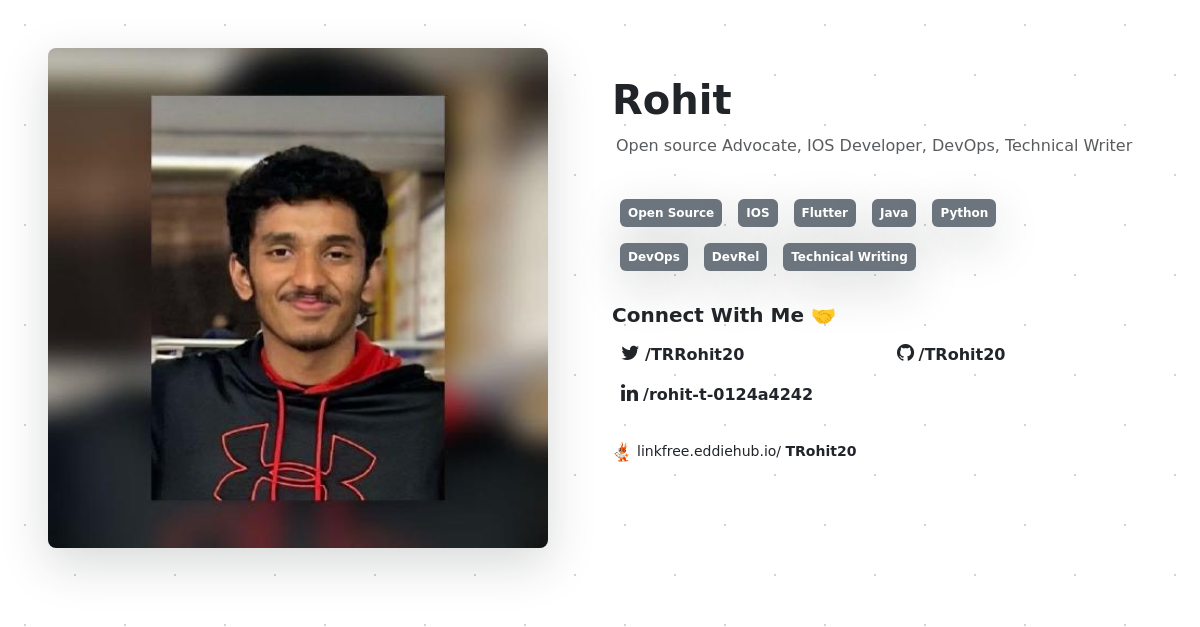 Rohit
Open source Advocate, IOS Developer, DevOps, Technical Writer
Open Source IOS Flutter Java Python
DevOps DevRel Technical Writing
Connect With Me 🤝
/TRRohit20 /TRohit20
/rohit-t-0124a4242
linkfree.eddiehub.io/ TRohit20